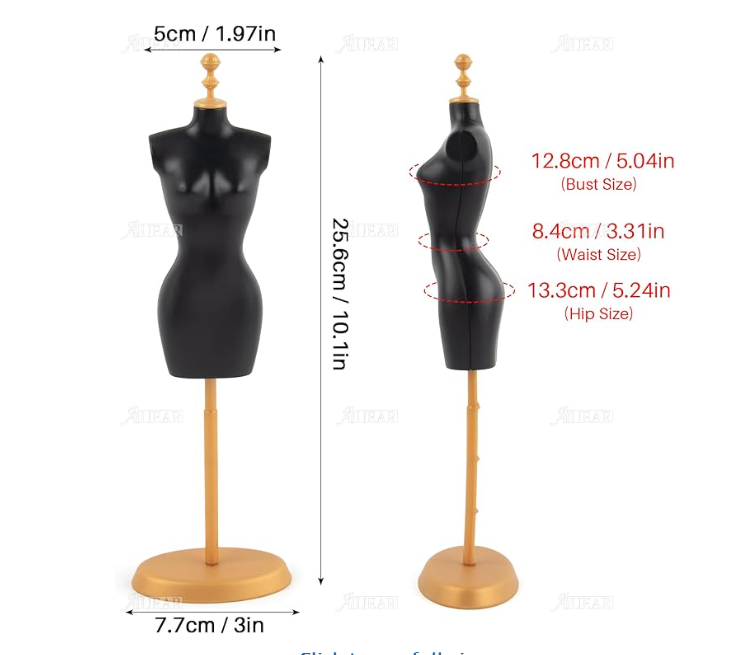 5cm / 1.97in
25.6cm / 10.1in
12.8cm / 5.04in
(Bust Size)
8.4cm / 3.31in
(Waist Size)
13.3cm / 5.24in
(Hip Size)
7.7cm / 3in